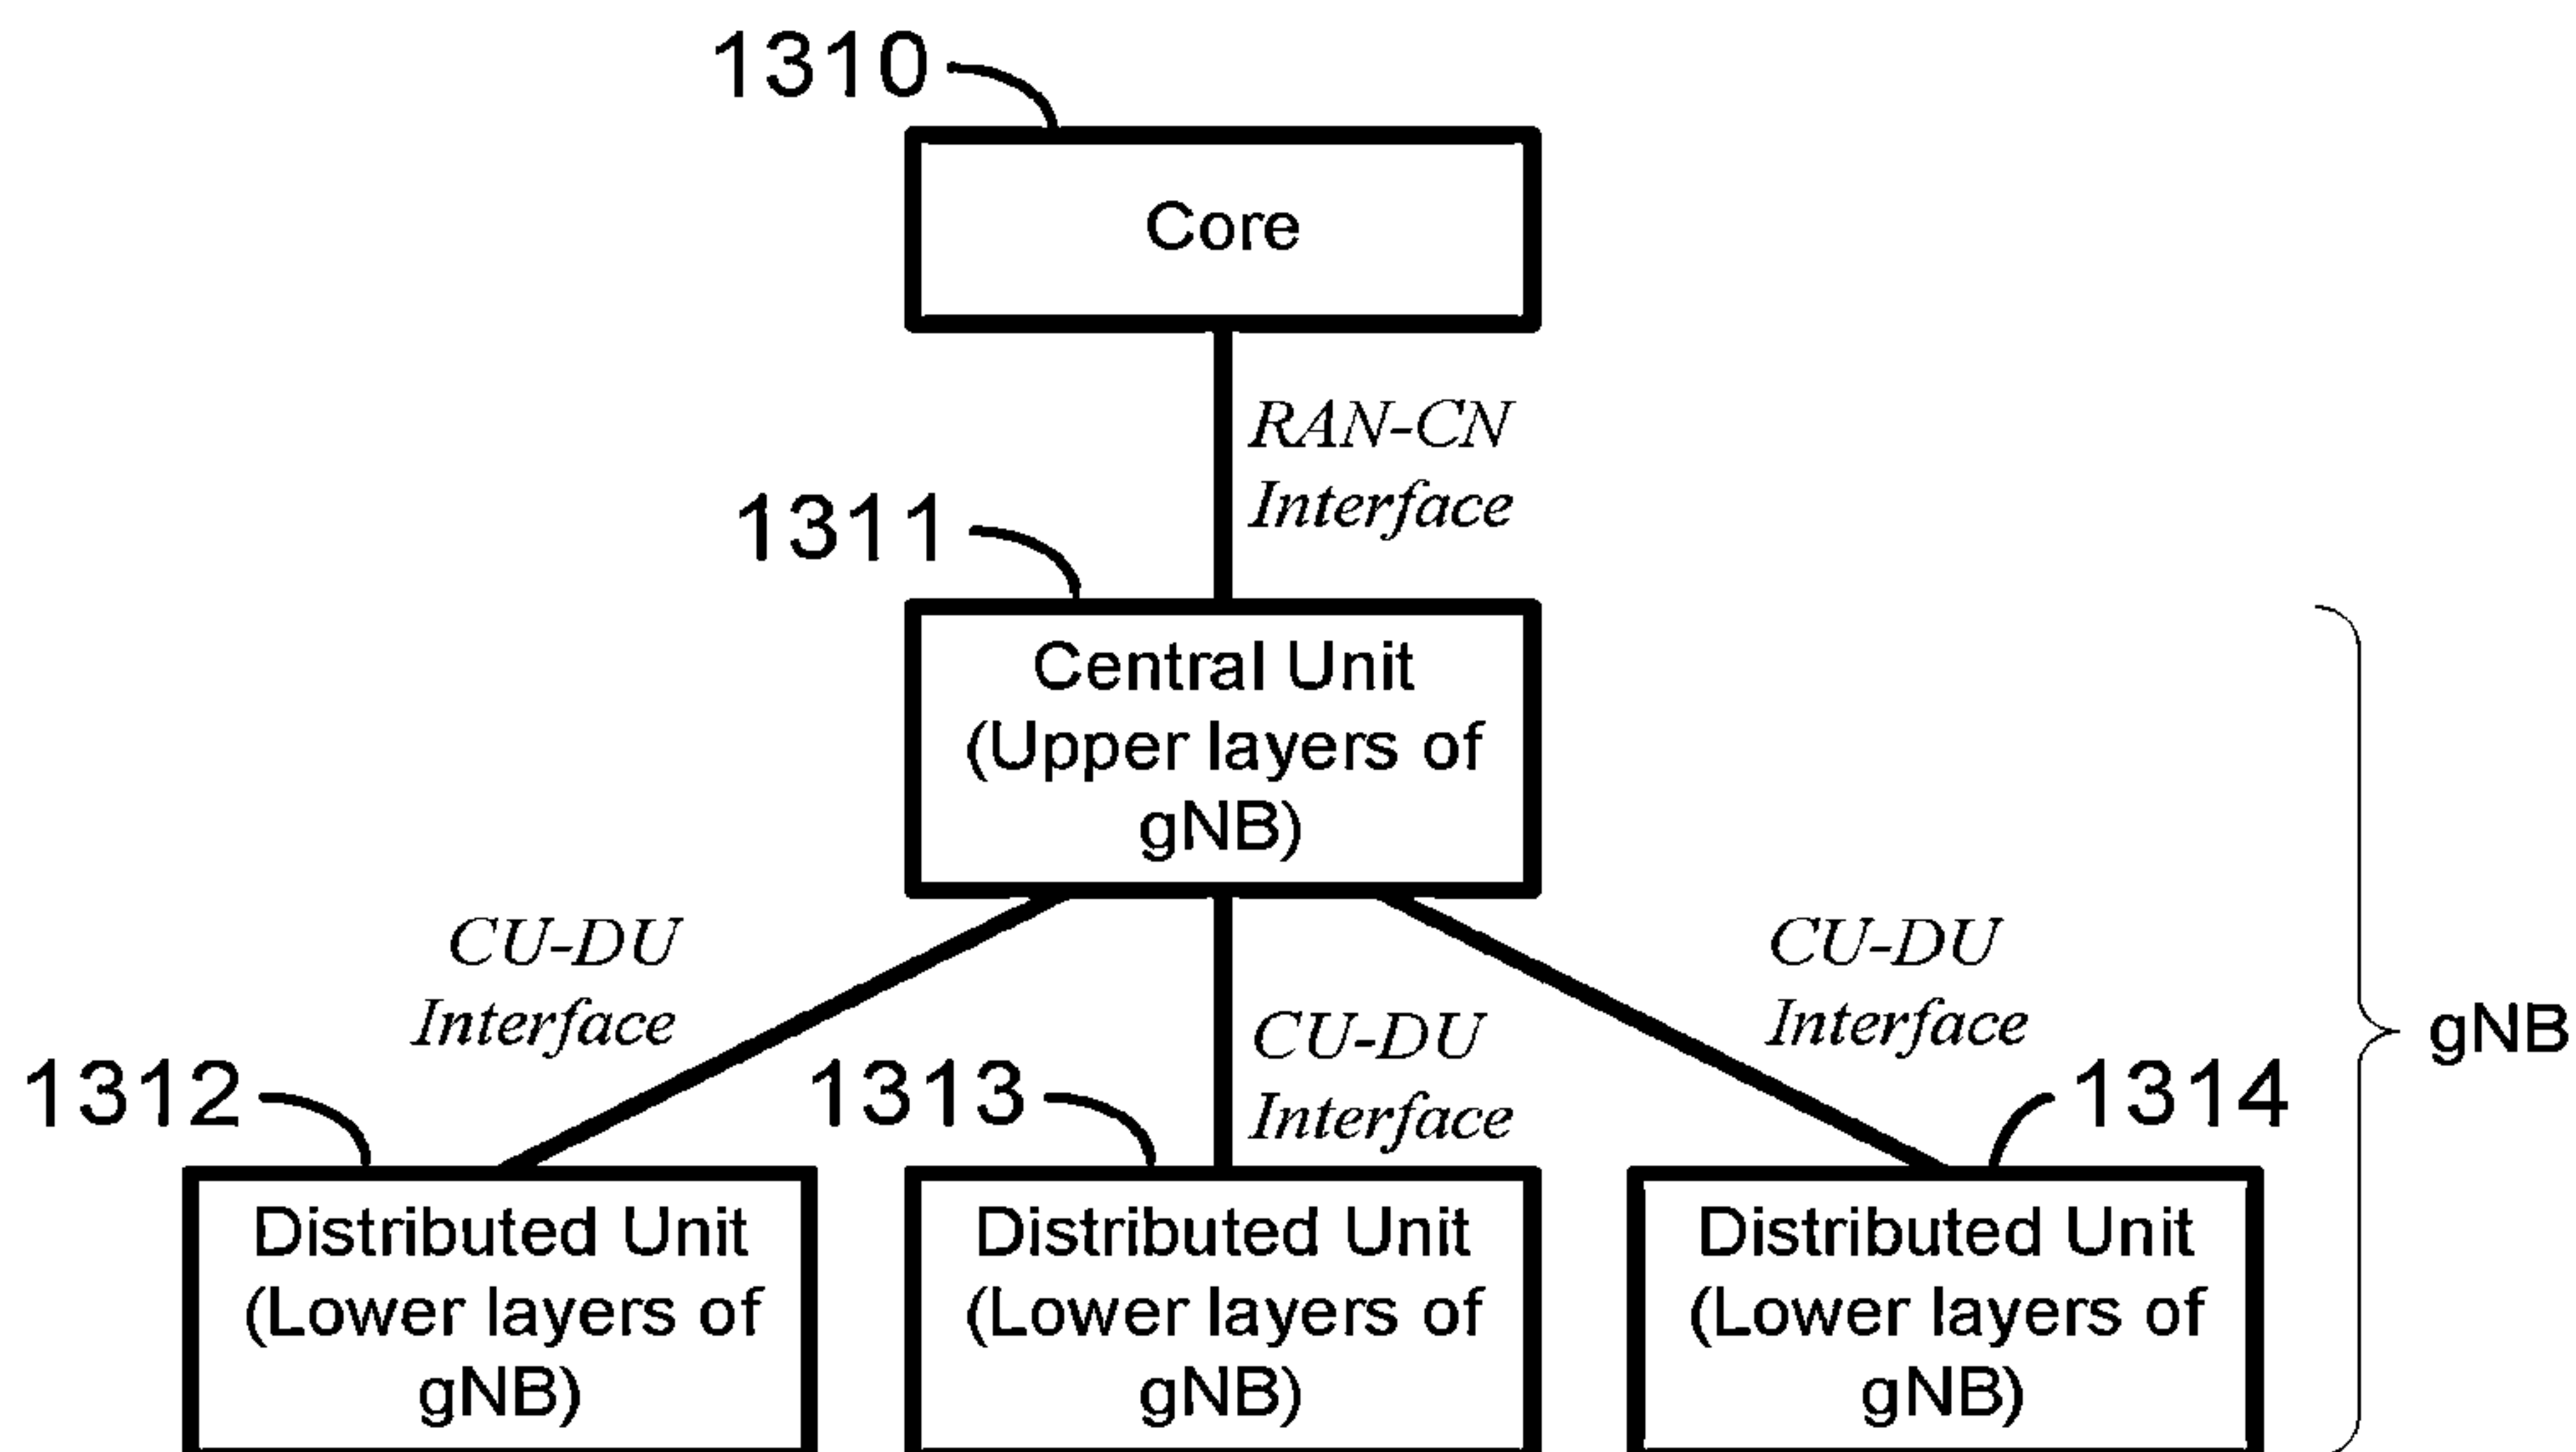 1310
Core
RAN-CN
Interface
1311
Central Unit
(Upper layers of
gNB)
CU-DU
Interface
CU-DU
Interface
CU-DU
Interface
gNB
1312
1313
1314
Distributed Unit
(Lower layers of
gNB)
Distributed Unit
(Lower layers of
gNB)
Distributed Unit
(Lower layers of
gNB)